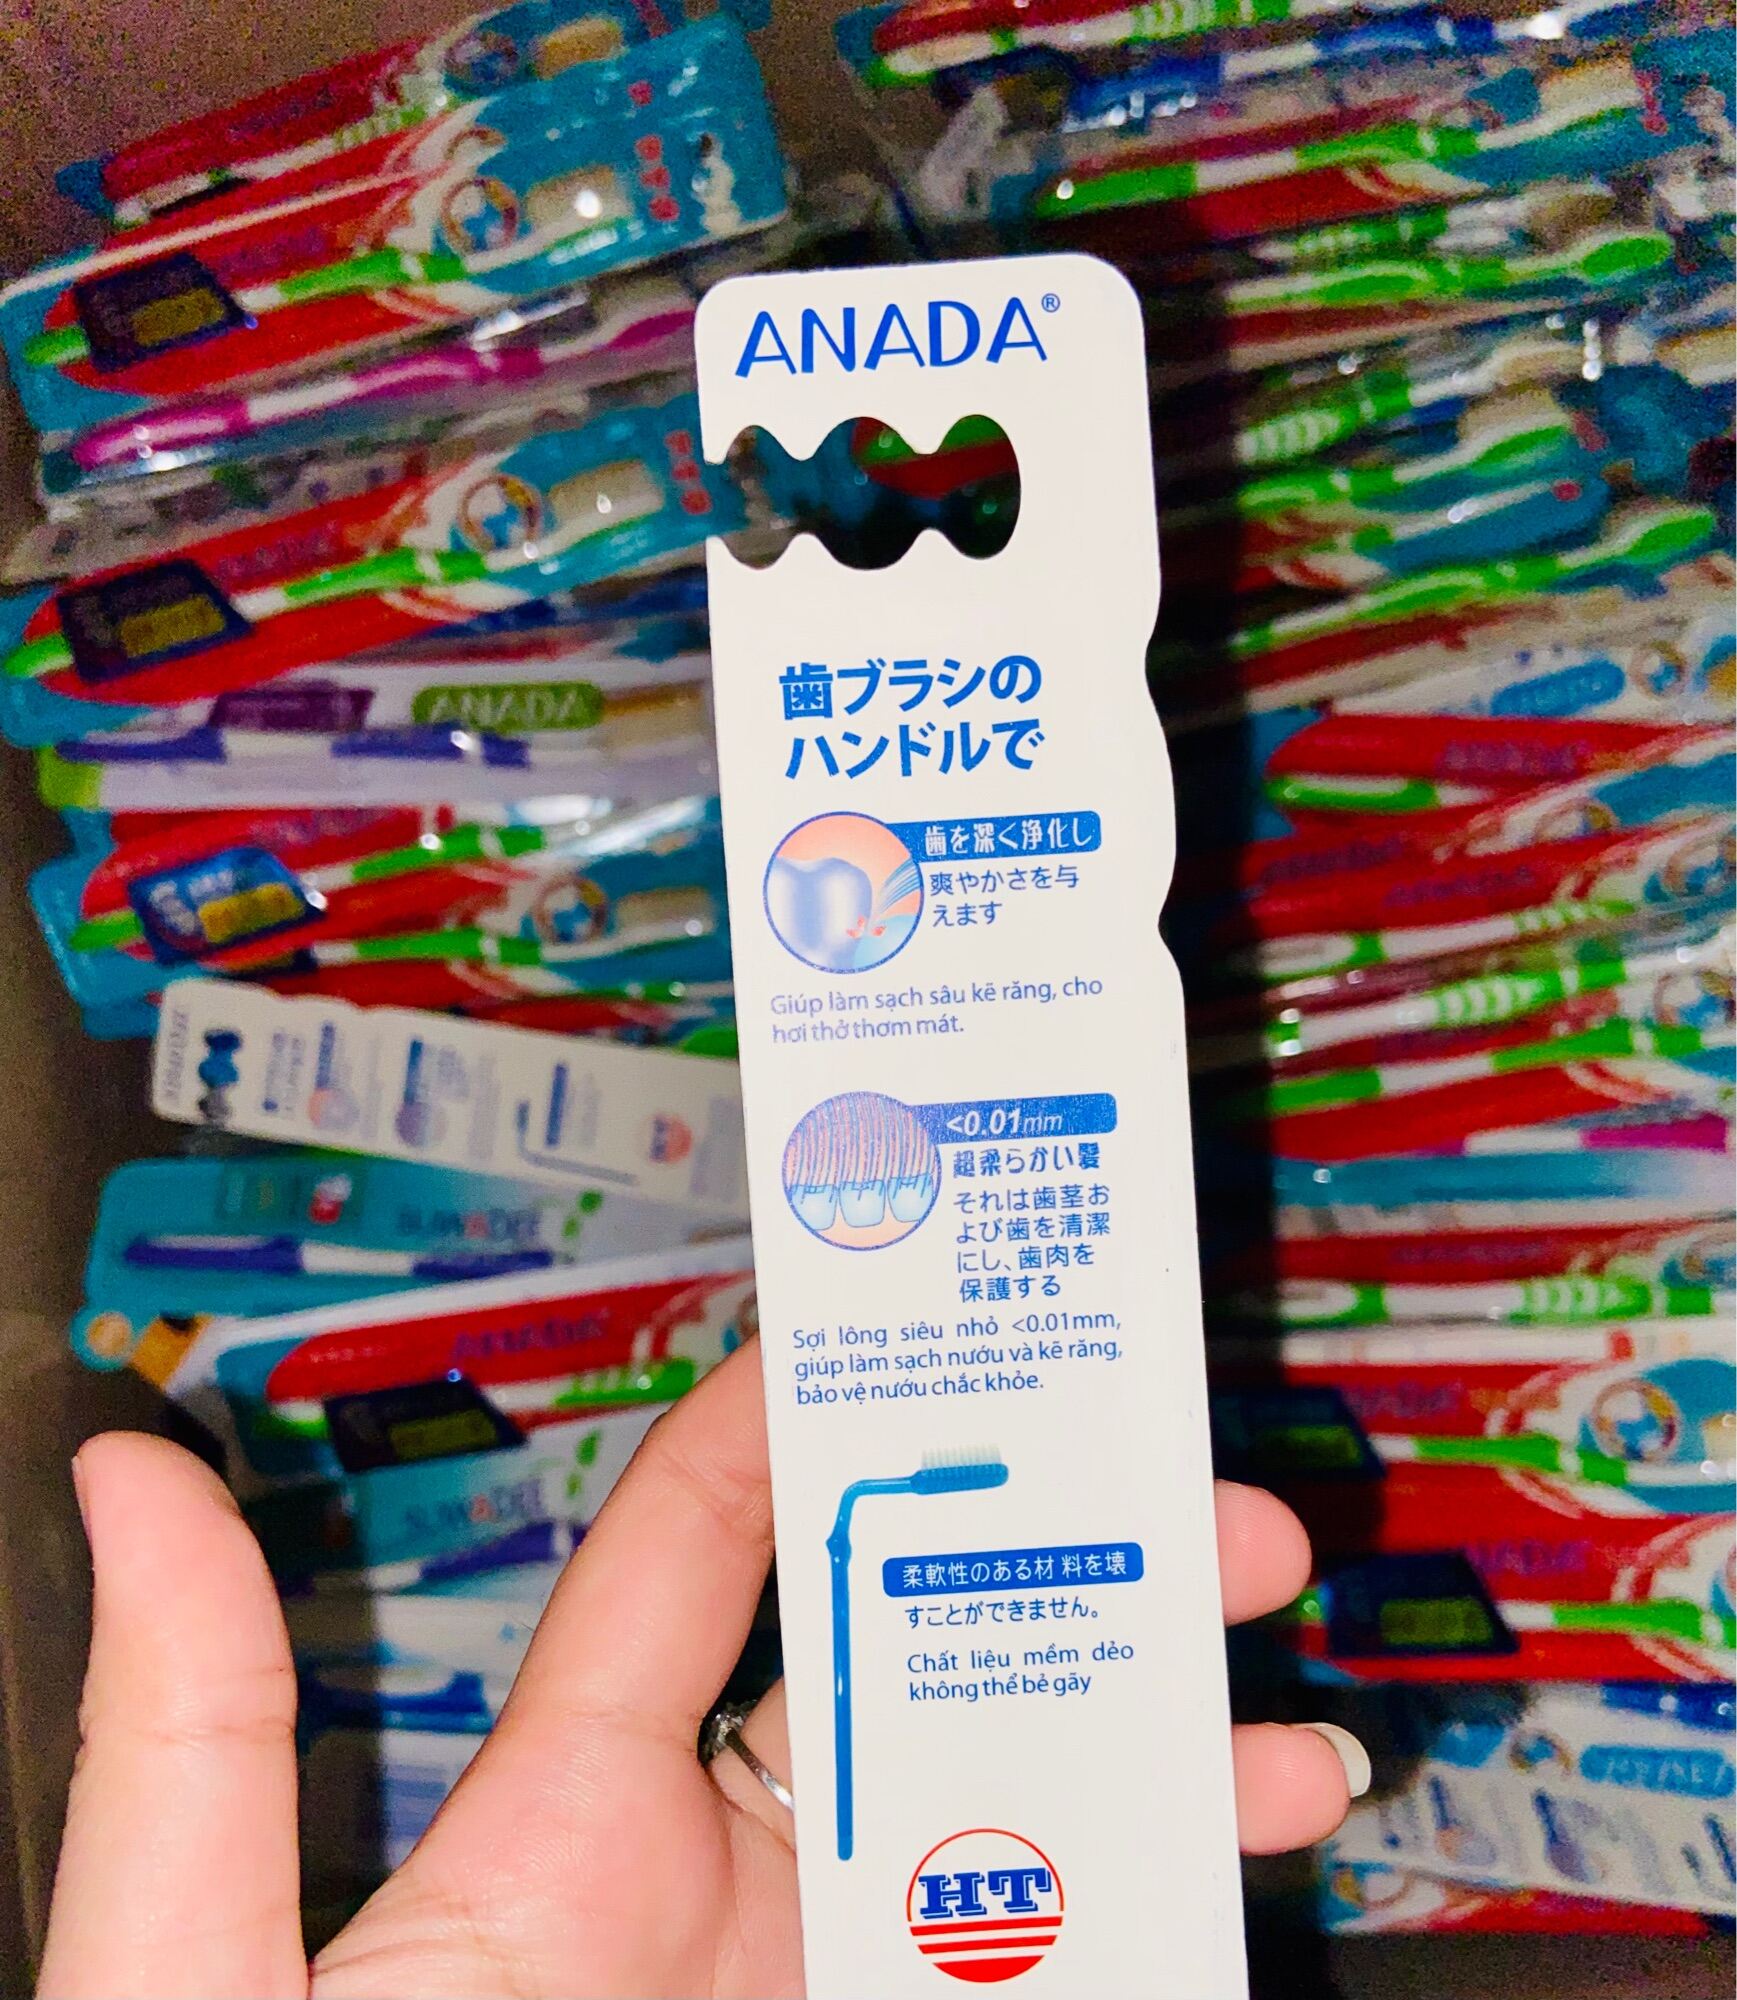 ANADA®
歯ブラシの
ハンドルで
歯を深く浄化し
爽やかさを与
えます
Giúp làm sạch sâu kẽ răng, cho
hơi thở thơm mát.
<0.01mm
超柔らかい髪
それは歯茎お
よび歯を清潔
にし、歯肉を
保護する
Sợi lông siêu nhỏ <0.01mm,
giúp làm sạch nướu và kẽ răng,
bảo vệ nướu chắc khỏe.
柔軟性のある材 料を壊
すことができません。
Chất liệu mềm dẻo
không thể bẻ gãy
HT
ANADA